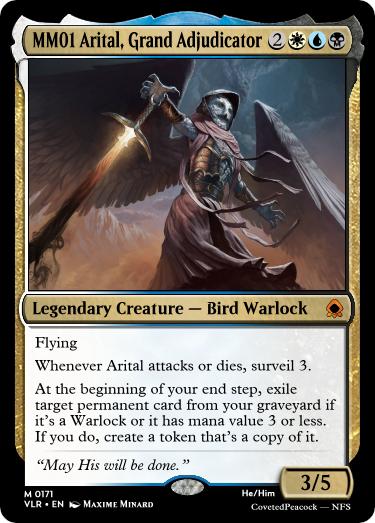 MM01 Arital, Grand Adjudicator 2
Legendary Creature — Bird Warlock
Flying
Whenever Arital attacks or dies, surveil 3.
At the beginning of your end step, exile
target permanent card from your graveyard if
it's a Warlock or it has mana value 3 or less.
If you do, create a token that's a copy of it.
“May His will be done.”
3/5
M 0171
He/Him
VLR • EN Maxime Minard
CovetedPeacock — NFS